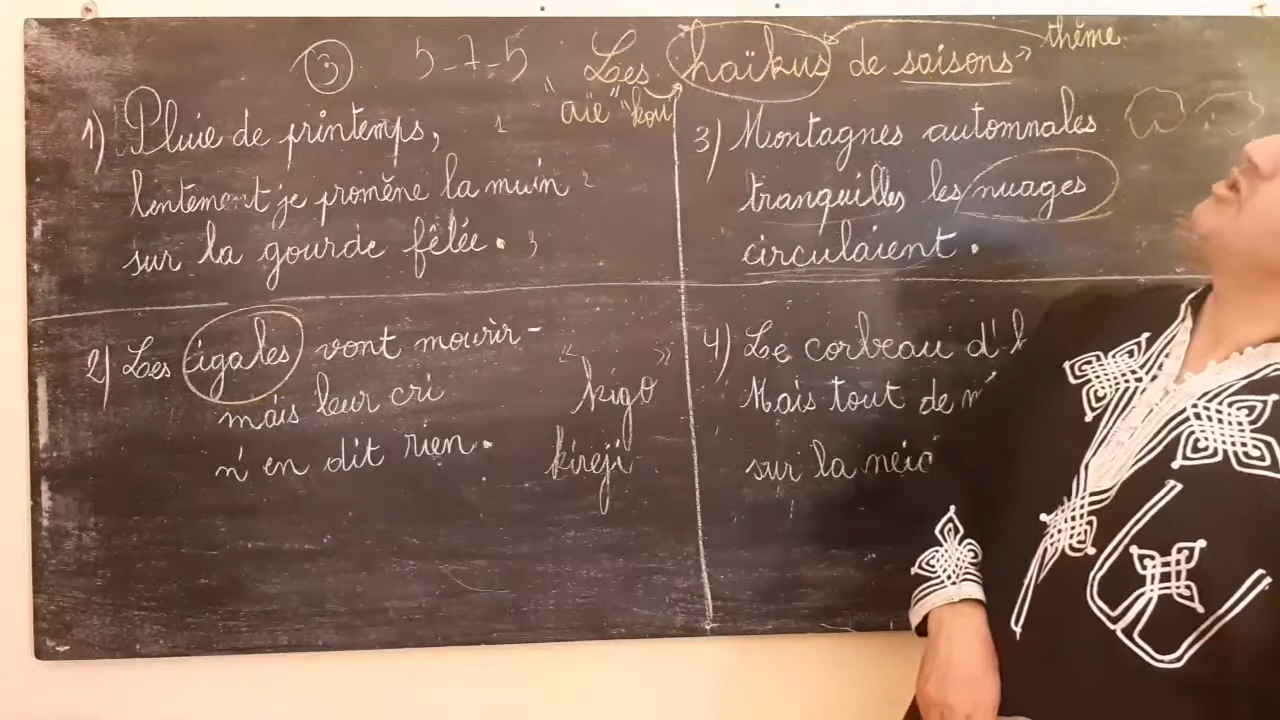 3 5-7-5 Les haïkus de saisons" thème
"aïe" "kou"
1) Pluie de printemps, 1
lentement je promène la main 2
sur la gourde fêlée. 3
2) Les cigales vont mourir -
mais leur cri
n'en dit rien.
"kigo"
kireji
3) Montagnes automnales
tranquilles les nuages
circulaient.
4) Le corbeau d'h
Mais tout de m
sur la neig